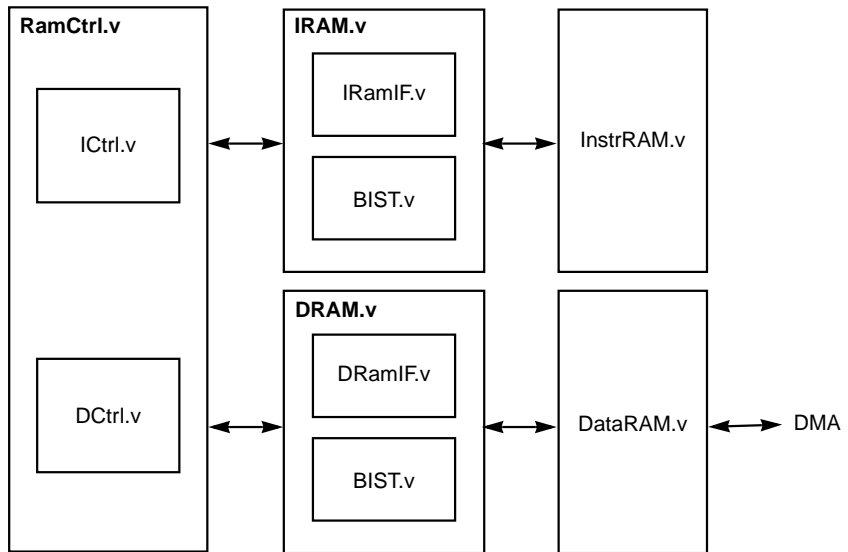 RamCtrl.v
ICtrl.v
DCtrl.v
IRAM.v
IRamIF.v
BIST.v
InstrRAM.v
DRAM.v
DRamIF.v
BIST.v
DataRAM.v
DMA